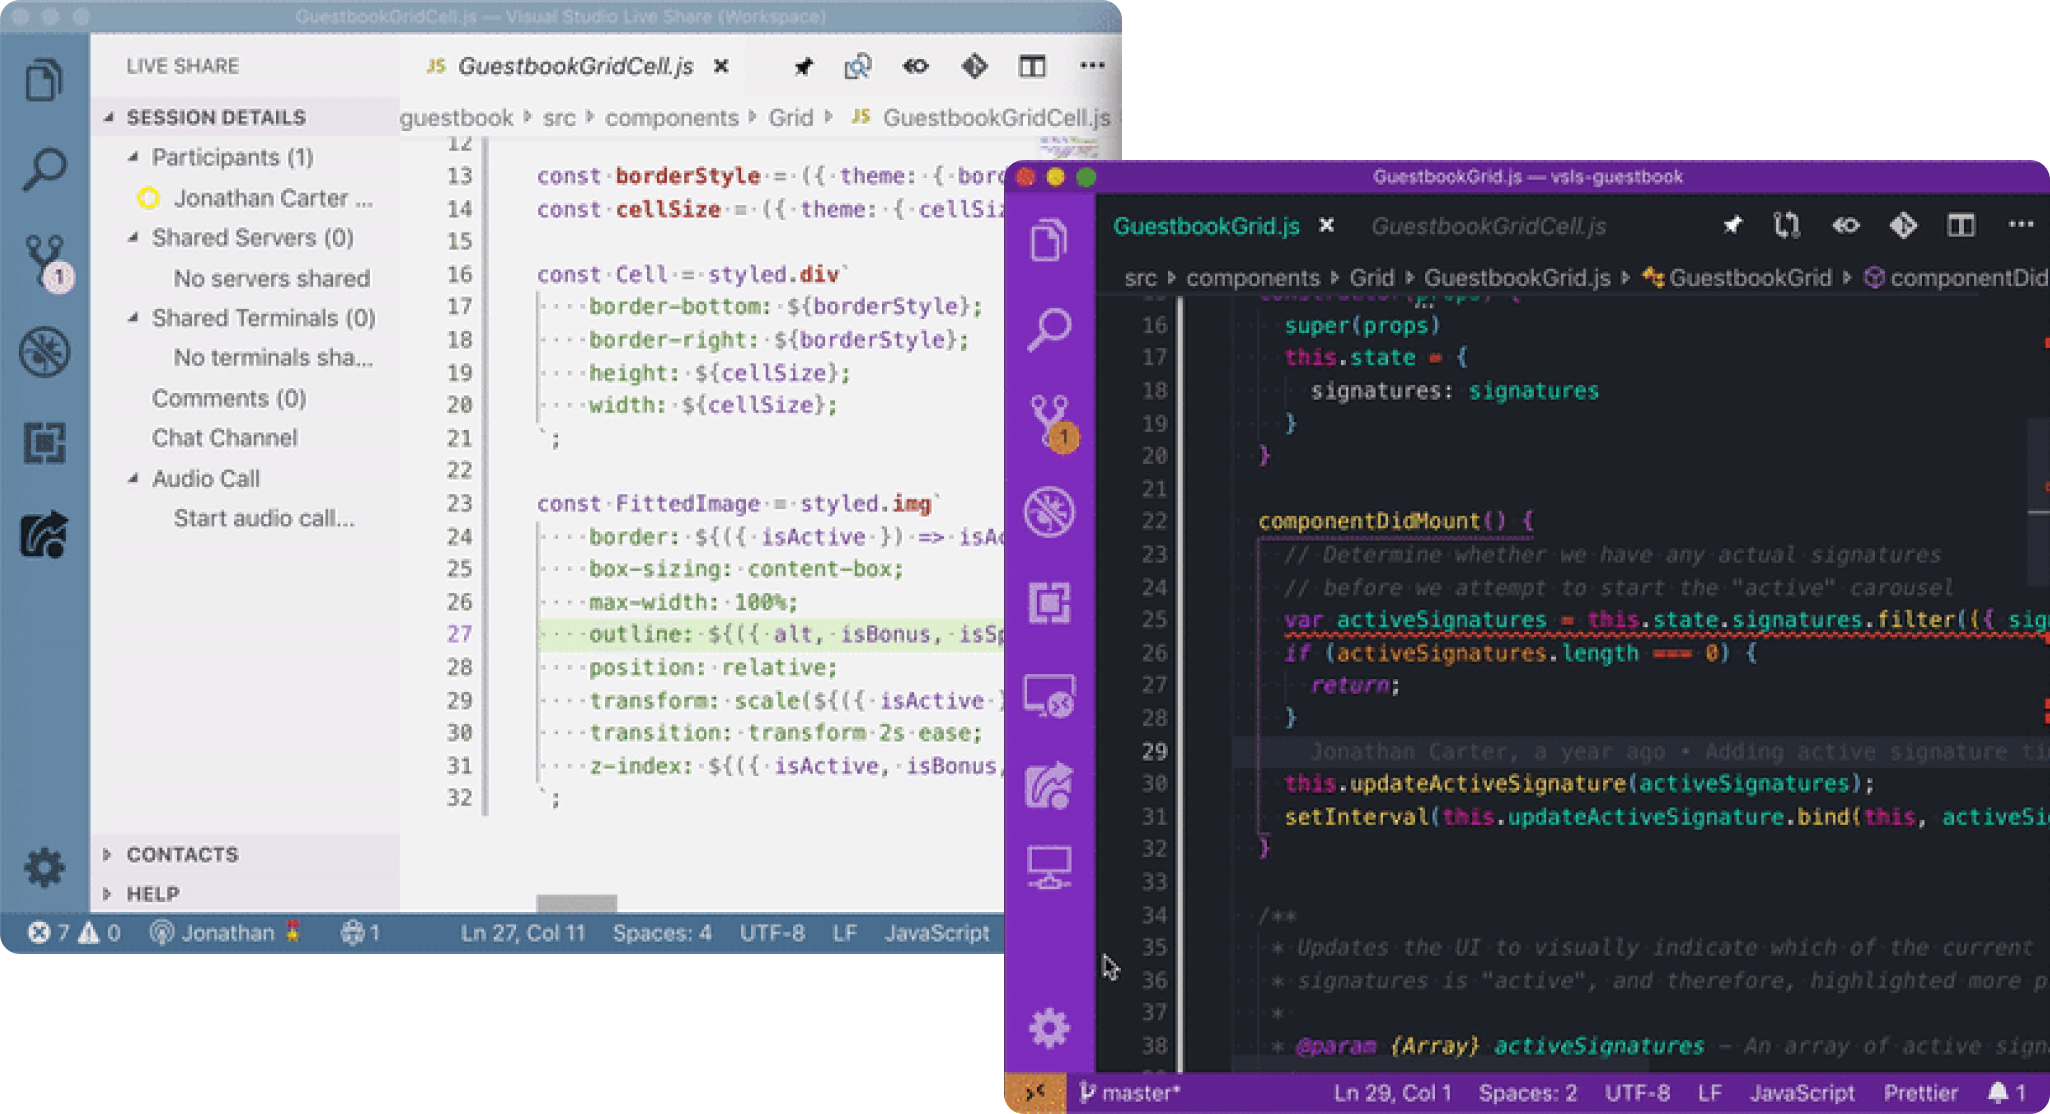 GuestbookGridCell.js — Visual Studio Live Share (Workspace)
LIVE SHARE
SESSION DETAILS
Participants (1)
Jonathan Carter ...
Shared Servers (0)
No servers shared
Shared Terminals (0)
No terminals sha...
Comments (0)
Chat Channel
Audio Call
Start audio call...
CONTACTS
HELP
1
JS GuestbookGridCell.js
guestbook src components Grid JS GuestbookGridCell.js
12
13 const borderStyle = ({ theme: { bord
14 const cellSize = ({ theme: { cellSiz
15
16 const Cell = styled.div`
17 border-bottom: ${borderStyle};
18 border-right: ${borderStyle};
19 height: ${cellSize};
20 width: ${cellSize};
21 `;
22
23 const FittedImage = styled.img`
24 border: ${({ isActive }) => isAc
25 box-sizing: content-box;
26 max-width: 100%;
27 outline: ${({ alt, isBonus, isSp
28 position: relative;
29 transform: scale(${({ isActive }
30 transition: transform 2s ease;
31 z-index: ${({ isActive, isBonus,
32 `;
7 0 Jonathan 1 Ln 27, Col 11 Spaces: 4 UTF-8 LF JavaScript
GuestbookGrid.js — vsls-guestbook
GuestbookGrid.js GuestbookGridCell.js
src components Grid GuestbookGrid.js GuestbookGrid componentDid
1
constructor(props) {
16 super(props)
17 this.state = {
18 signatures: signatures
19 }
20 }
21
22 componentDidMount() {
23 // Determine whether we have any actual signatures
24 // before we attempt to start the "active" carousel
25 var activeSignatures = this.state.signatures.filter(({ sig
26 if (activeSignatures.length === 0) {
27 return;
28 }
29 Jonathan Carter, a year ago • Adding active signature ti
30 this.updateActiveSignature(activeSignatures);
31 setInterval(this.updateActiveSignature.bind(this, activeSi
32 }
33
34 /**
35 * Updates the UI to visually indicate which of the current
36 * signatures is "active", and therefore, highlighted more p
37 *
38 * @param {Array} activeSignatures — An array of active sign
master* Ln 29, Col 1 Spaces: 2 UTF-8 LF JavaScript Prettier 1